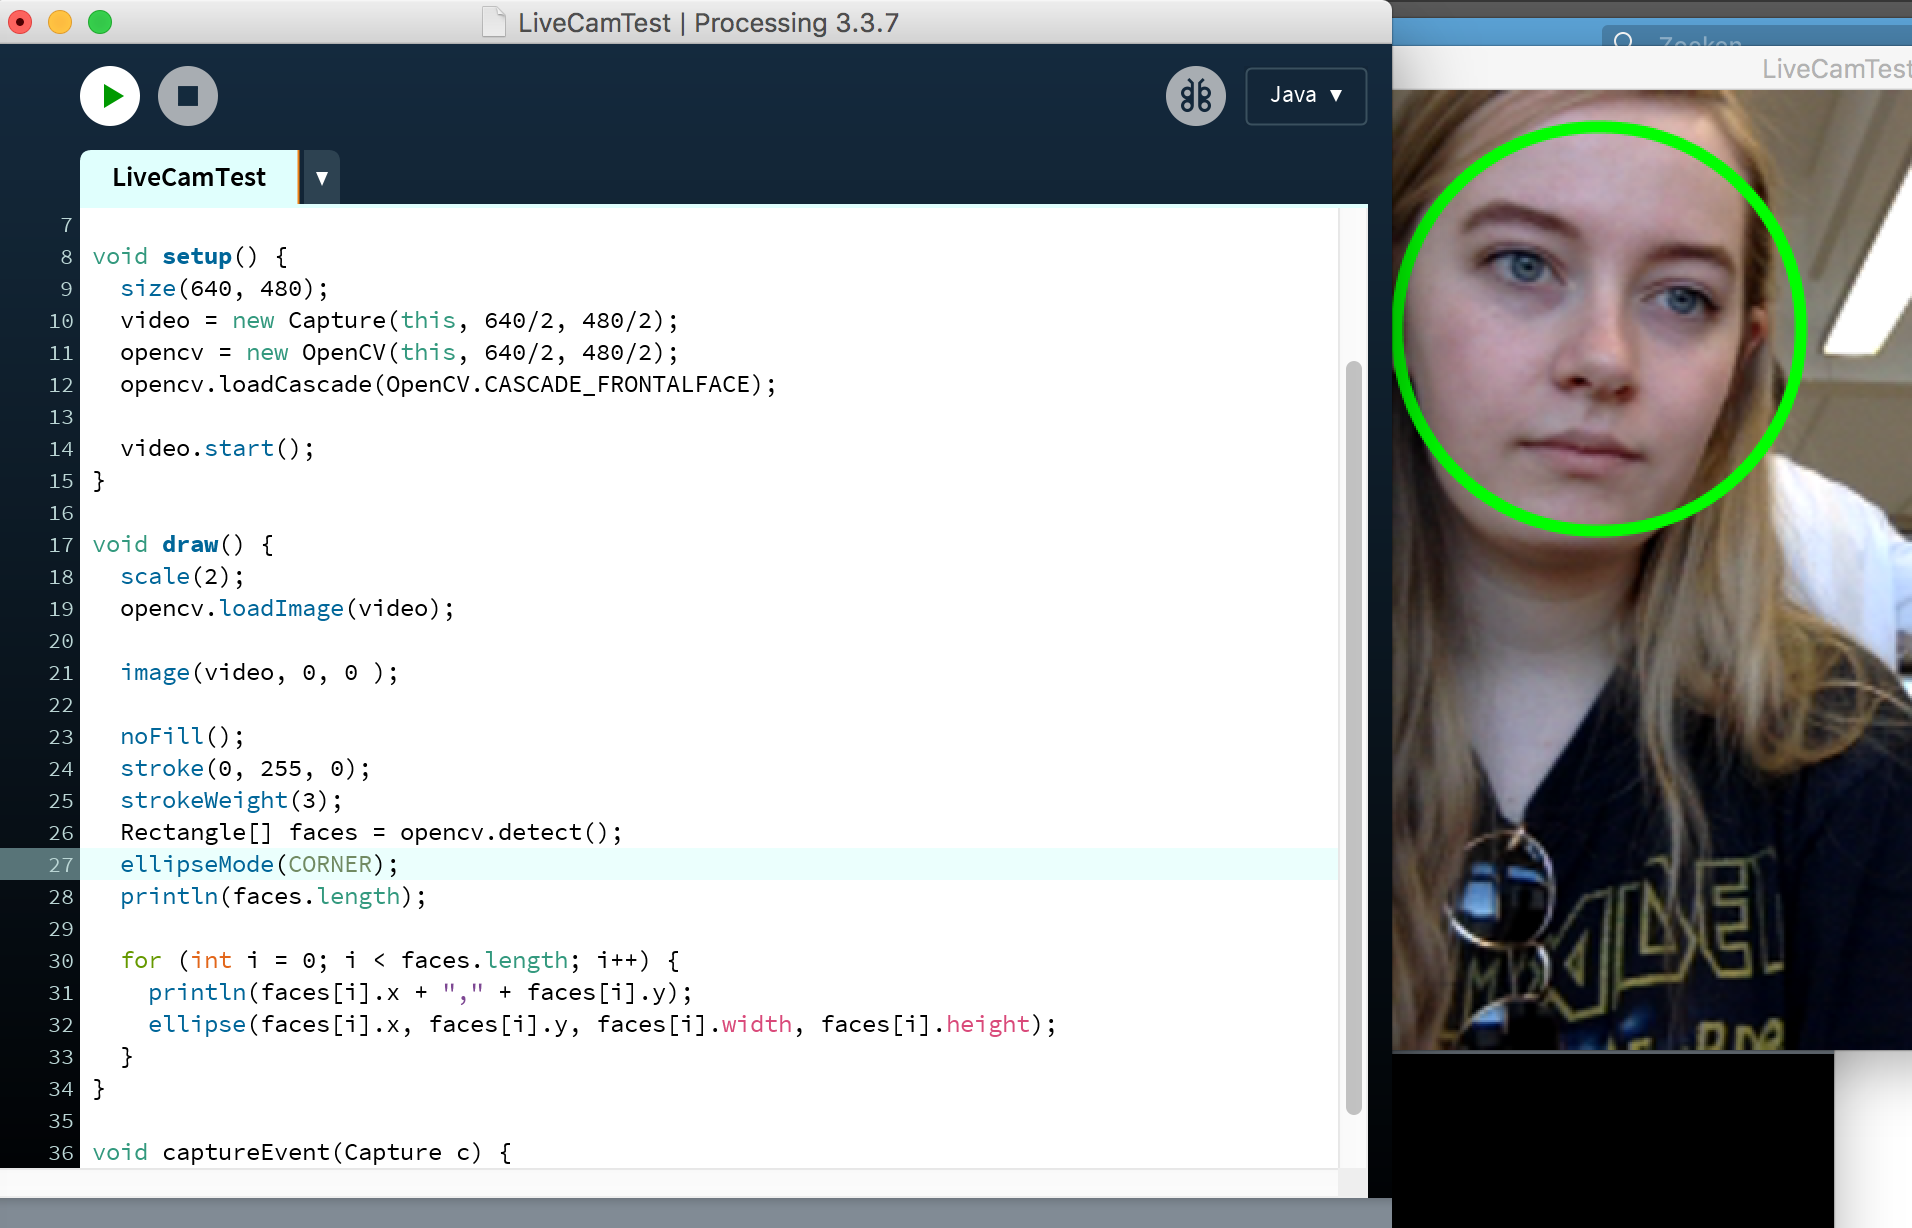 LiveCamTest | Processing 3.3.7
Zoeken
LiveCamTest
Java ▼
LiveCamTest ▼
7
8 void setup() {
9 size(640, 480);
10 video = new Capture(this, 640/2, 480/2);
11 opencv = new OpenCV(this, 640/2, 480/2);
12 opencv.loadCascade(OpenCV.CASCADE_FRONTALFACE);
13
14 video.start();
15 }
16
17 void draw() {
18 scale(2);
19 opencv.loadImage(video);
20
21 image(video, 0, 0 );
22
23 noFill();
24 stroke(0, 255, 0);
25 strokeWeight(3);
26 Rectangle[] faces = opencv.detect();
27 ellipseMode(CORNER);
28 println(faces.length);
29
30 for (int i = 0; i < faces.length; i++) {
31 println(faces[i].x + "," + faces[i].y);
32 ellipse(faces[i].x, faces[i].y, faces[i].width, faces[i].height);
33 }
34 }
35
36 void captureEvent(Capture c) {